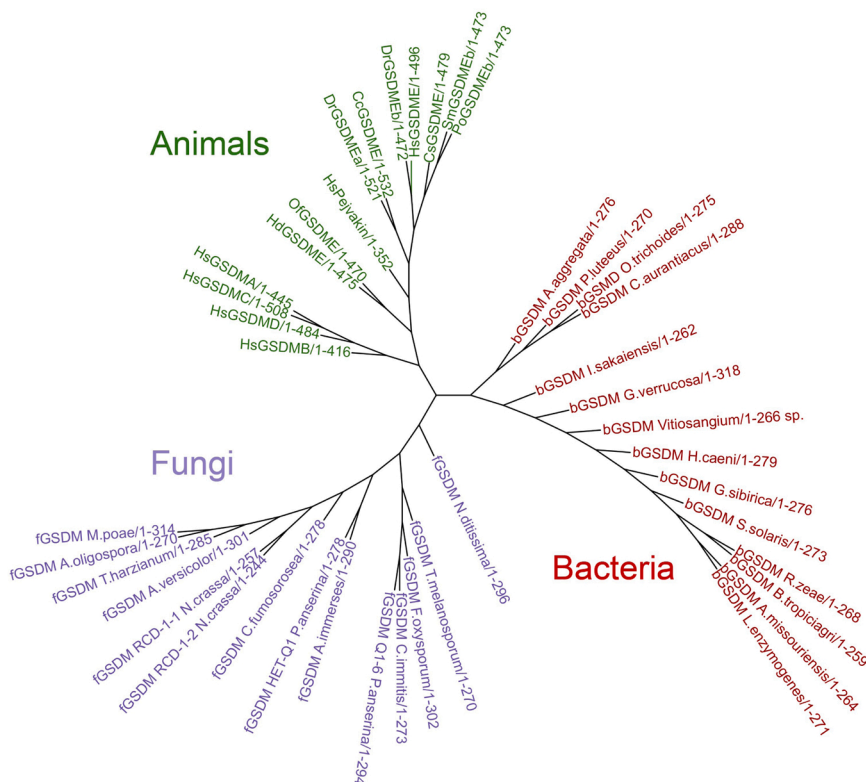 Animals
DrGSDMEa/1-521
CcGSDME/1-532
DrGSDMEb/1-472
HsGSDME/1-496
CsGSDME/1-479
SmGSDMEb/1-473
PoGSDMEb/1-473
HsPejvakin/1-352
OfGSDME/1-470
HdGSDME/1-475
HsGSDMA/1-445
HsGSDMC/1-508
HsGSDMD/1-484
HsGSDMB/1-416
bGSDM A.aggregata/1-276
bGSDM P.luteeus/1-270
bGSMD O.trichoides/1-275
bGSDM C.aurantiacus/1-288
bGSDM I.sakaiensis/1-262
bGSDM G.verrucosa/1-318
bGSDM Vitiosangium/1-266 sp.
bGSDM H.caeni/1-279
bGSDM G.sibirica/1-276
bGSDM S.solaris/1-273
bGSDM R.zeae/1-268
bGSDM B.tropiciagri/1-259
bGSDM A.missouriensis/1-264
bGSDM L.enzymogenes/1-271
Bacteria
Fungi
fGSDM N.ditissima/1-296
fGSDM T.melanosporum/1-270
fGSDM F.oxysporum/1-302
fGSDM C.immitis/1-273
fGSDM Q1-6 P.anserina/1-294
fGSDM A.immerses/1-290
fGSDM HET-Q1 P.anserina/1-278
fGSDM C.fumosorosea/1-278
fGSDM RCD-1-2 N.crassa/1-244
fGSDM RCD-1-1 N.crassa/1-257
fGSDM A.versicolor/1-301
fGSDM T.harzianum/1-285
fGSDM A.oligospora/1-270
fGSDM M.poae/1-314